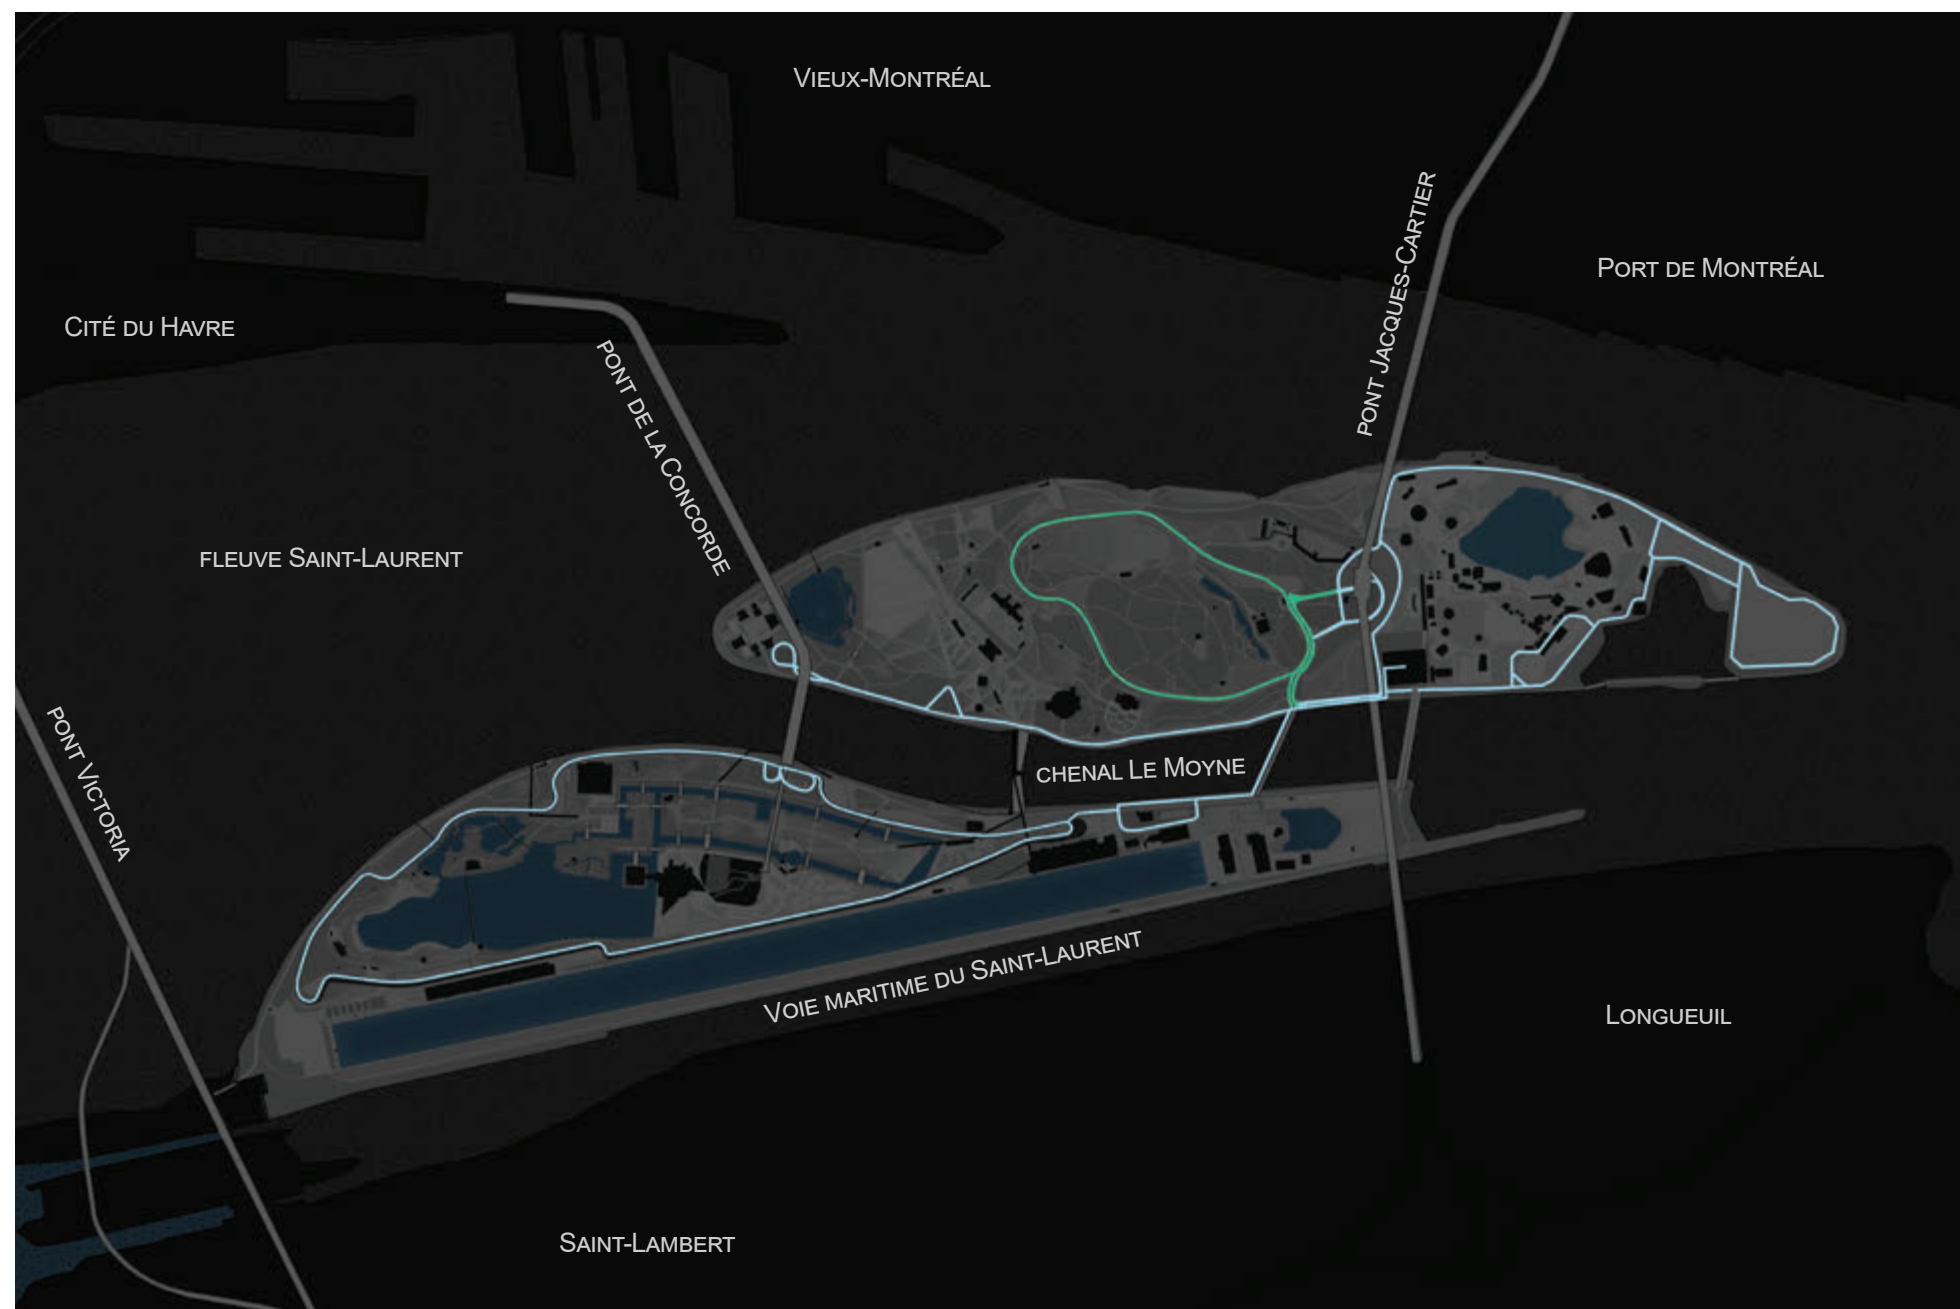 Vieux-Montréal
Port de Montréal
Cité du Havre
pont de la Concorde
pont Jacques-Cartier
fleuve Saint-Laurent
pont Victoria
chenal Le Moyne
Voie maritime du Saint-Laurent
Longueuil
Saint-Lambert